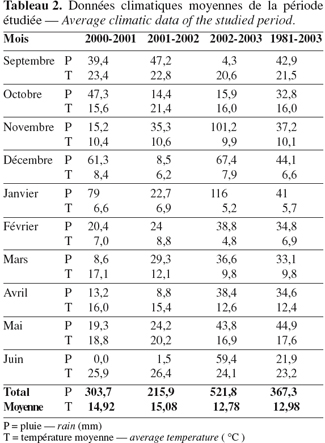 Tableau 2. Données climatiques moyennes de la période
étudiée — Average climatic data of the studied period.
Mois 2000-2001 2001-2002 2002-2003 1981-2003
Septembre P 39,4 47,2 4,3 42,9
T 23,4 22,8 20,6 21,5
Octobre P 47,3 14,4 15,9 32,8
T 15,6 21,4 16,0 16,0
Novembre P 15,2 35,3 101,2 37,2
T 10,4 10,6 9,9 10,1
Décembre P 61,3 8,5 67,4 44,1
T 8,4 6,2 7,9 6,6
Janvier P 79 22,7 116 41
T 6,6 6,9 5,2 5,7
Février P 20,4 24 38,8 34,8
T 7,0 8,8 4,8 6,9
Mars P 8,6 29,3 36,6 33,1
T 17,1 12,1 9,8 9,8
Avril P 13,2 8,8 38,4 34,6
T 16,0 15,4 12,6 12,4
Mai P 19,3 24,2 43,8 44,9
T 18,8 20,2 16,9 17,6
Juin P 0,0 1,5 59,4 21,9
T 25,9 26,4 24,1 23,2
Total P 303,7 215,9 521,8 367,3
Moyenne T 14,92 15,08 12,78 12,98
P = pluie — rain (mm)
T = température moyenne — average temperature ( °C )